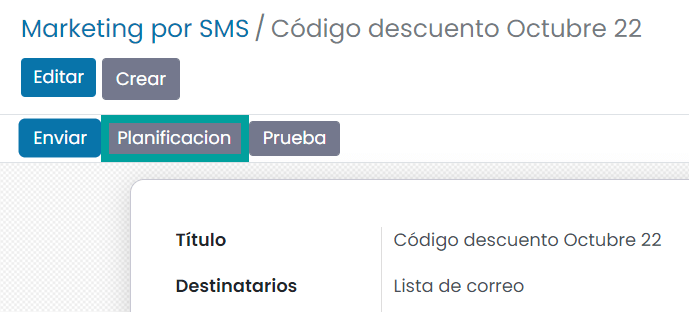 Marketing por SMS / Código descuento Octubre 22
Editar Crear
Enviar Planificacion Prueba
Título Código descuento Octubre 22
Destinatarios Lista de correo